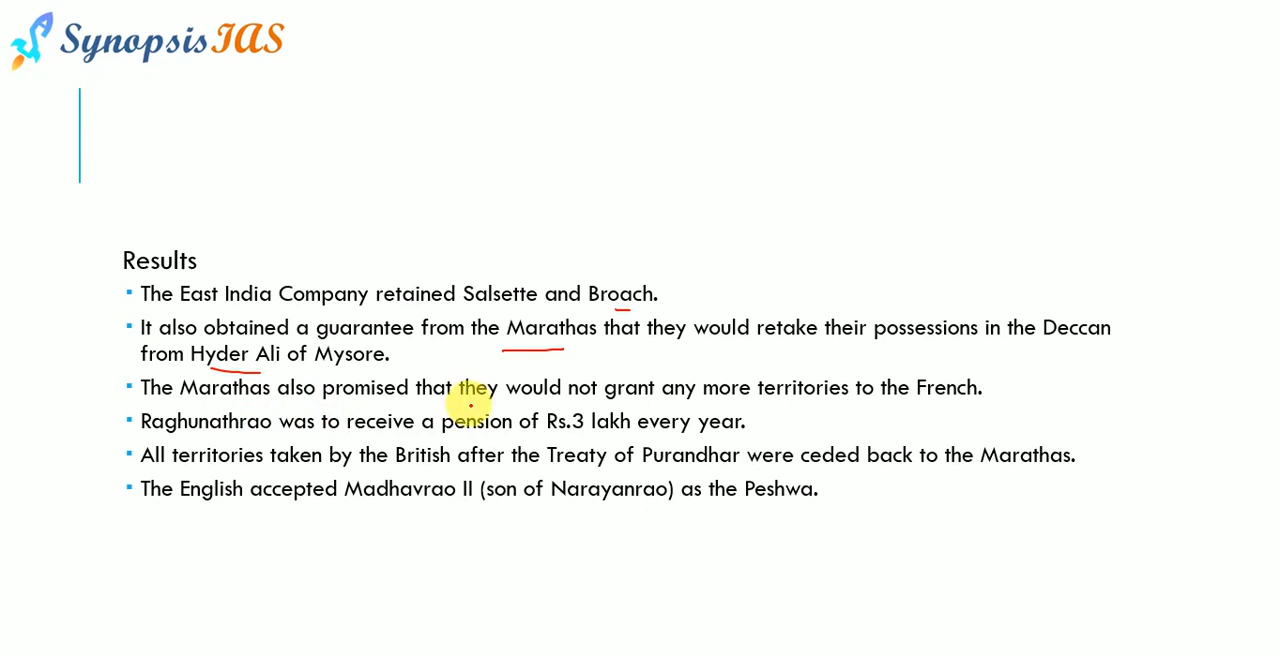 SynopsisIAS
Results
The East India Company retained Salsette and Broach.
It also obtained a guarantee from the Marathas that they would retake their possessions in the Deccan
from Hyder Ali of Mysore.
The Marathas also promised that they would not grant any more territories to the French.
Raghunathrao was to receive a pension of Rs.3 lakh every year.
All territories taken by the British after the Treaty of Purandhar were ceded back to the Marathas.
The English accepted Madhavrao II (son of Narayanrao) as the Peshwa.